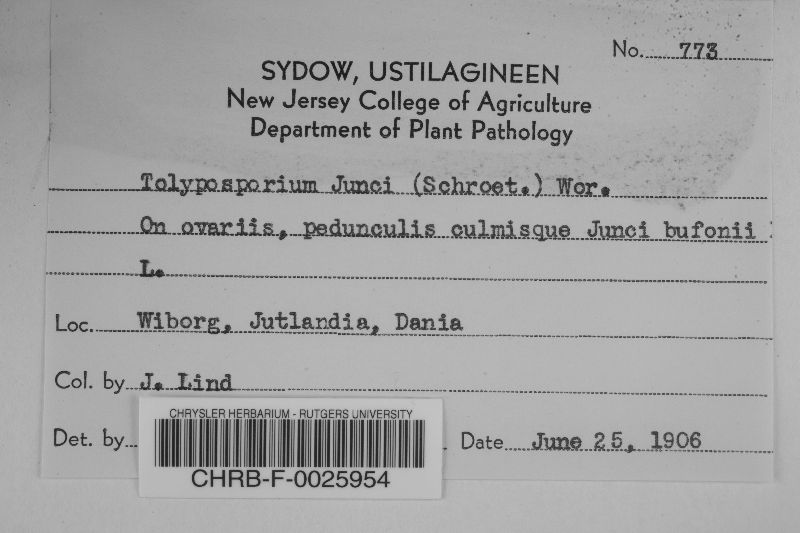 No. 773
SYDOW, USTILAGINEEN
New Jersey College of Agriculture
Department of Plant Pathology
Tolyposporium Junci (Schroet.) Wor.
On ovariis, pedunculis culmisque Junci bufonii
L.
Loc. Wiborg, Jutlandia, Dania
Col. by J. Lind
Det. by Date June 25, 1906
CHRYSLER HERBARIUM - RUTGERS UNIVERSITY
CHRB-F-0025954